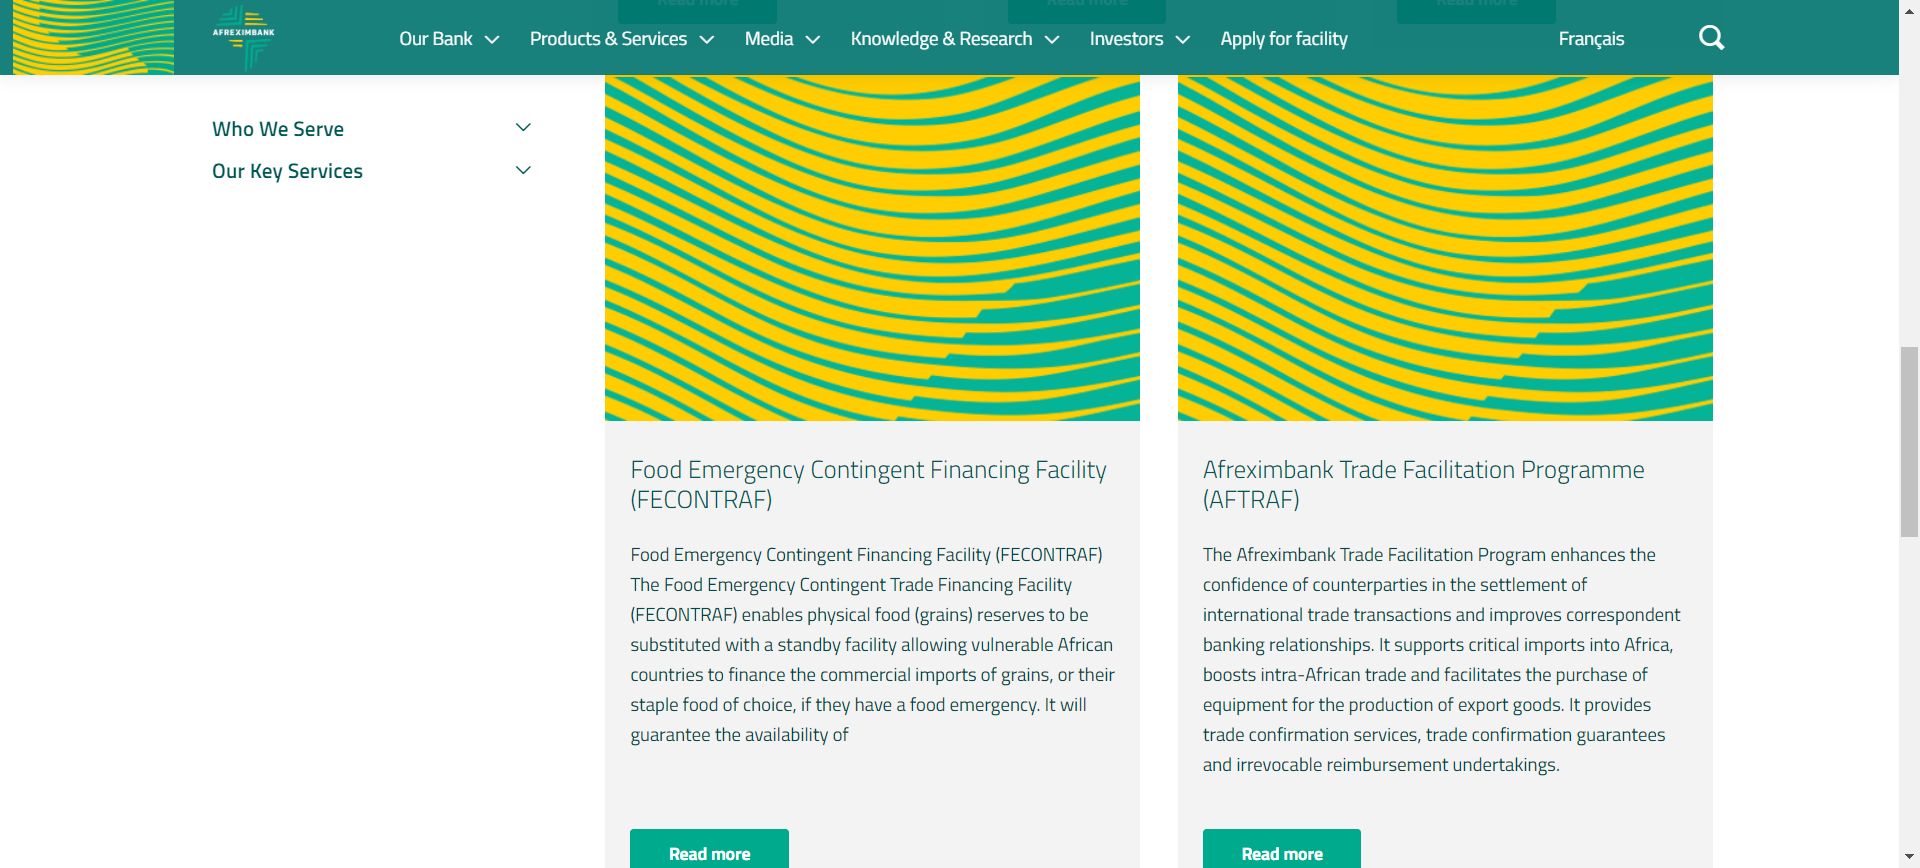 Read more
Read more
Read more
AFREXIMBANK
Our Bank
Products & Services
Media
Knowledge & Research
Investors
Apply for facility
Français
Who We Serve
Our Key Services
Food Emergency Contingent Financing Facility
(FECONTRAF)
Food Emergency Contingent Financing Facility (FECONTRAF)
The Food Emergency Contingent Trade Financing Facility
(FECONTRAF) enables physical food (grains) reserves to be
substituted with a standby facility allowing vulnerable African
countries to finance the commercial imports of grains, or their
staple food of choice, if they have a food emergency. It will
guarantee the availability of
Read more
Afreximbank Trade Facilitation Programme
(AFTRAF)
The Afreximbank Trade Facilitation Program enhances the
confidence of counterparties in the settlement of
international trade transactions and improves correspondent
banking relationships. It supports critical imports into Africa,
boosts intra-African trade and facilitates the purchase of
equipment for the production of export goods. It provides
trade confirmation services, trade confirmation guarantees
and irrevocable reimbursement undertakings.
Read more